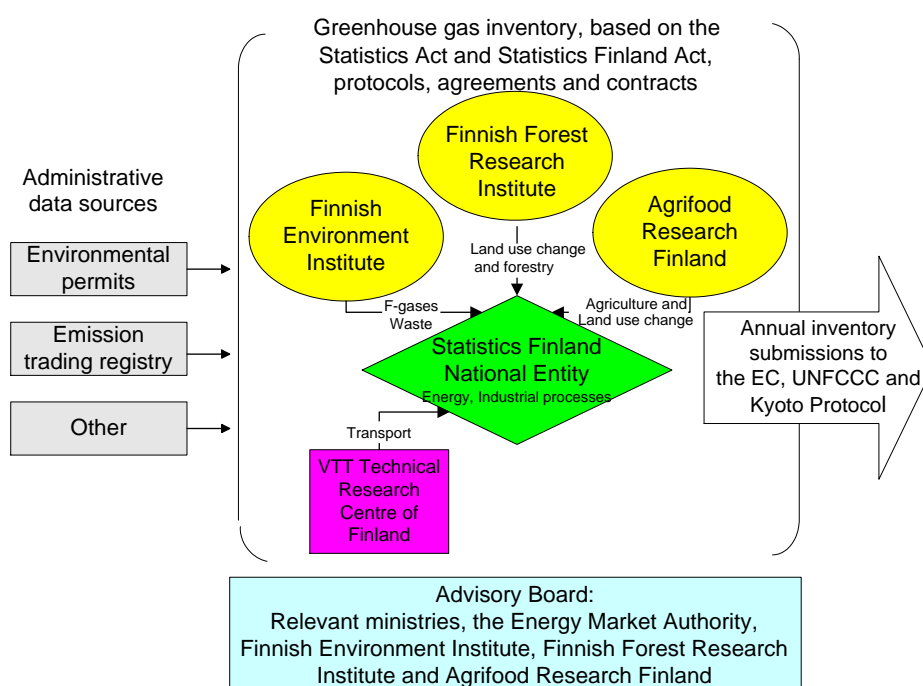 Greenhouse gas inventory, based on the
Statistics Act and Statistics Finland Act,
protocols, agreements and contracts
Administrative
data sources
Environmental
permits
Emission
trading registry
Other
Finnish Forest
Research
Institute
Finnish
Environment
Institute
Agrifood
Research
Finland
Land use change
and forestry
F-gases
Waste
Agriculture and
Land use change
Statistics Finland
National Entity
Energy, Industrial processes
Transport
VTT Technical
Research
Centre of
Finland
Annual inventory
submissions to
the EC, UNFCCC and
Kyoto Protocol
Advisory Board:
Relevant ministries, the Energy Market Authority,
Finnish Environment Institute, Finnish Forest Research
Institute and Agrifood Research Finland